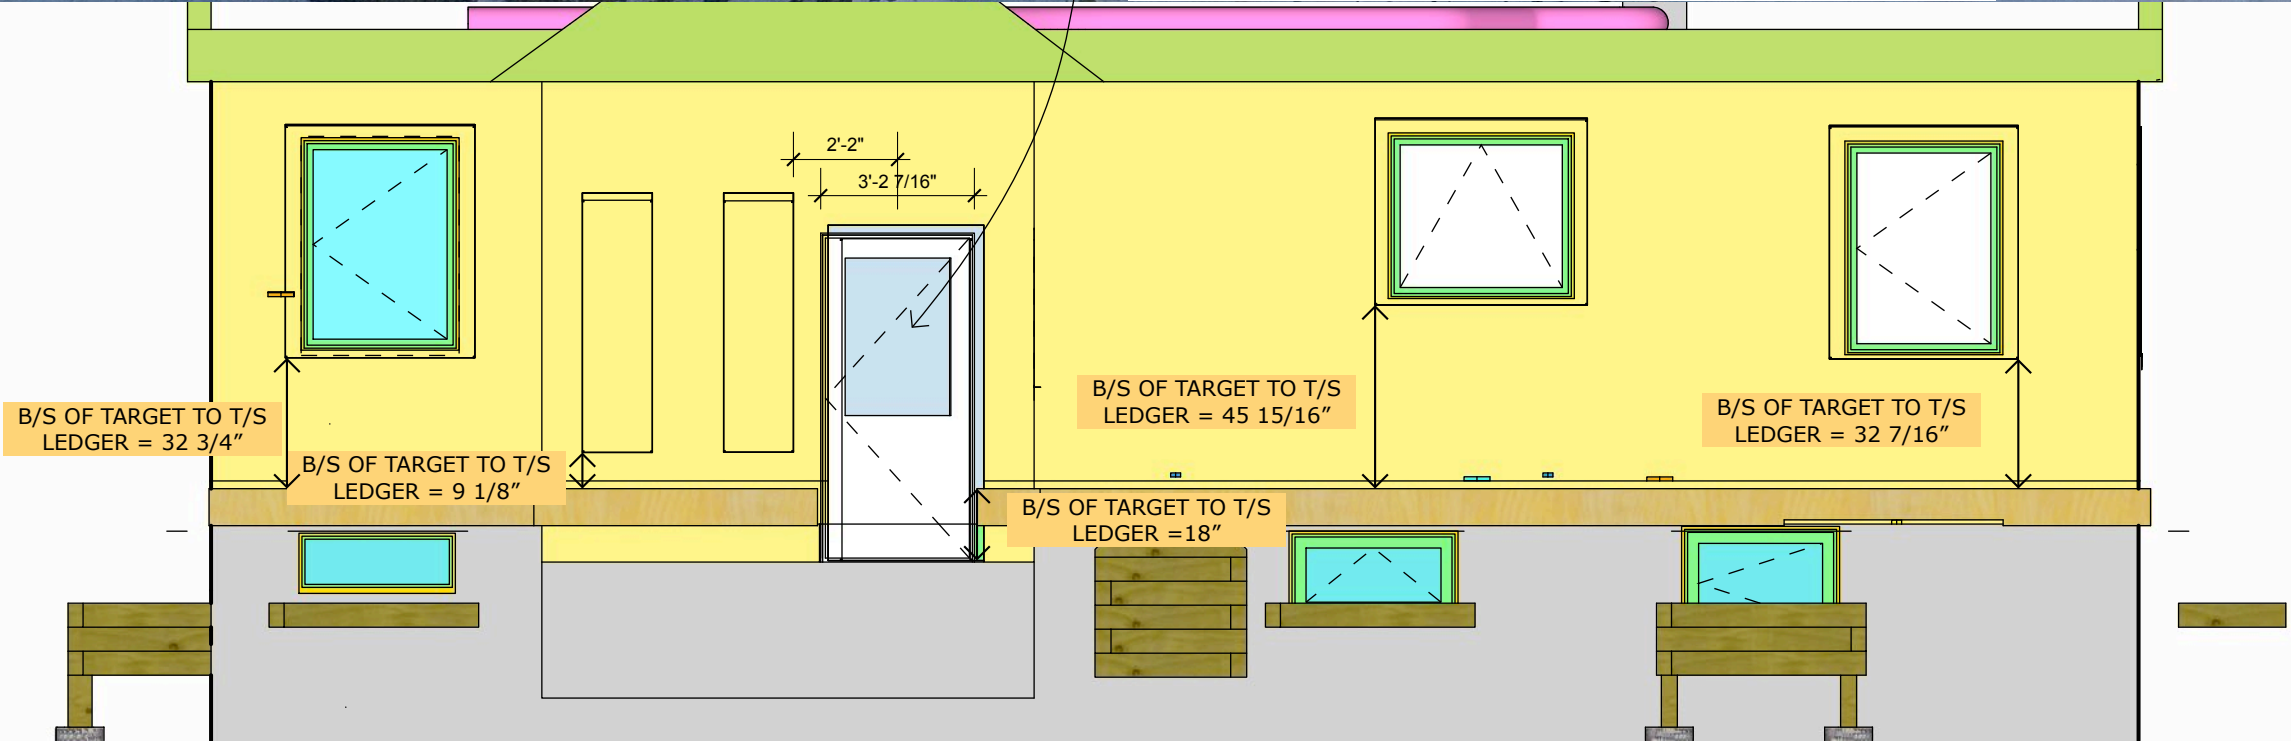 2'-2"
3'-2 7/16"
B/S OF TARGET TO T/S
LEDGER = 32 3/4”
B/S OF TARGET TO T/S
LEDGER = 9 1/8”
B/S OF TARGET TO T/S
LEDGER =18”
B/S OF TARGET TO T/S
LEDGER = 45 15/16”
B/S OF TARGET TO T/S
LEDGER = 32 7/16”